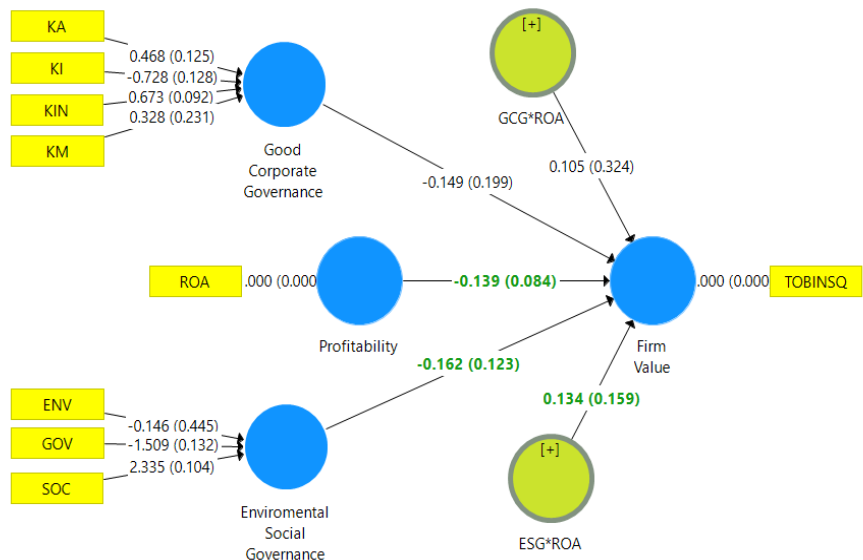 KA
0.468 (0.125)
KI
-0.728 (0.128)
KIN
0.673 (0.092)
KM
0.328 (0.231)
Good
Corporate
Governance
[+]
GCG*ROA
-0.149 (0.199)
0.105 (0.324)
ROA
.000 (0.000
Profitability
-0.139 (0.084)
.000 (0.000
TOBINSQ
Firm
Value
-0.162 (0.123)
0.134 (0.159)
ENV
-0.146 (0.445)
GOV
-1.509 (0.132)
SOC
2.335 (0.104)
Enviromental
Social
Governance
[+]
ESG*ROA